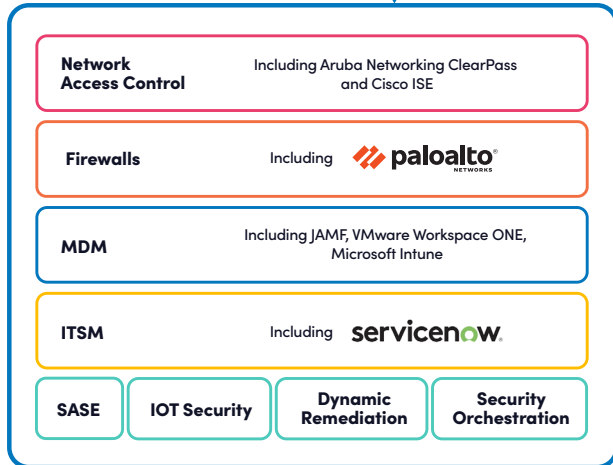 Network
Access Control
Including Aruba Networking ClearPass
and Cisco ISE
Firewalls
Including
paloalto®
NETWORKS
MDM
Including JAMF, VMware Workspace ONE,
Microsoft Intune
ITSM
Including
servicenow.
SASE
IOT Security
Dynamic
Remediation
Security
Orchestration